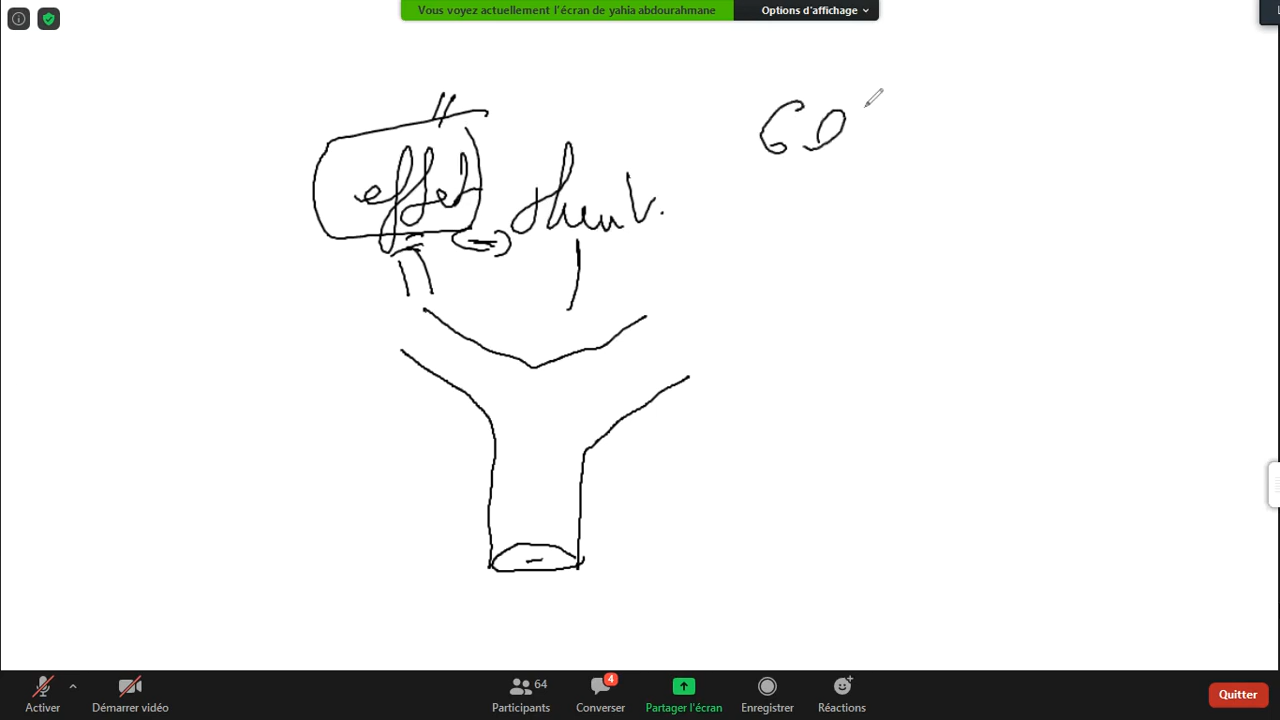 Vous voyez actuellement l'écran de yahia abdourahmane
Options d'affichage
effet shunt.
60
Activer
Démarrer vidéo
64
Participants
4
Converser
Partager l'écran
Enregistrer
Réactions
Quitter